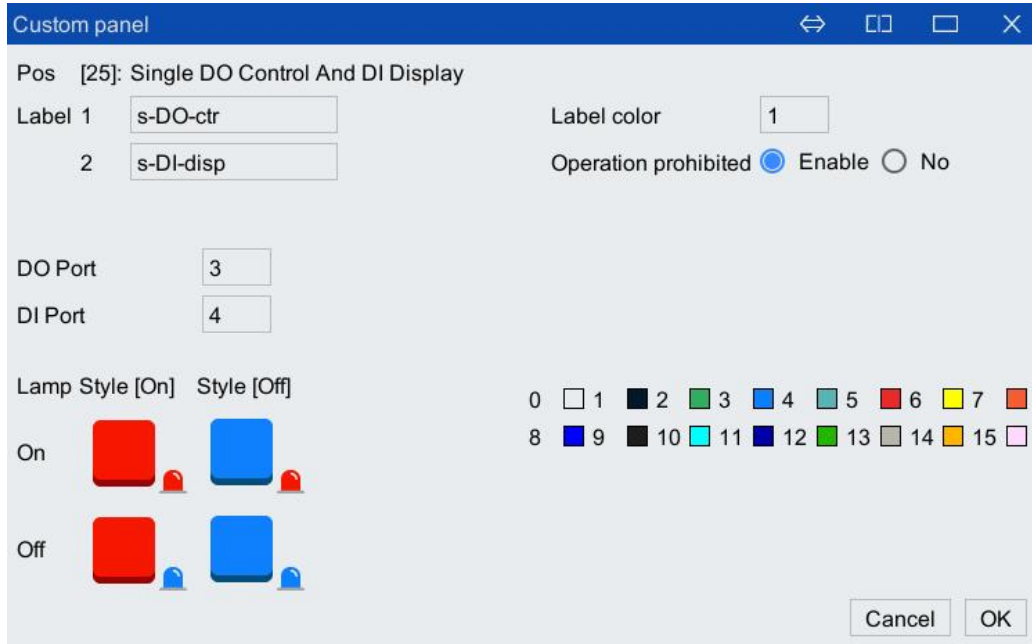 Custom panel
Pos [25]: Single DO Control And DI Display
Label 1 s-DO-ctr Label color 1
2 s-DI-disp Operation prohibited Enable No
DO Port 3
DI Port 4
Lamp Style [On] Style [Off]
0 1 2 3 4 5 6 7
On
8 9 10 11 12 13 14 15
Off
Cancel OK